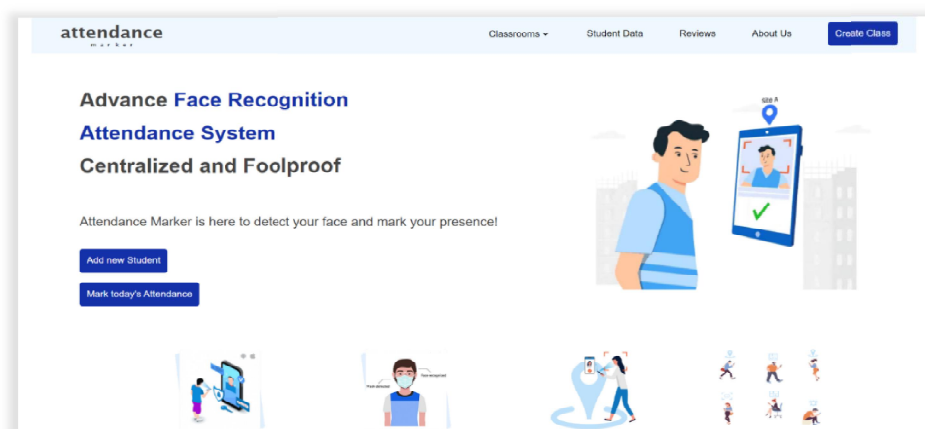 attendance
marker
Classrooms
Student Data
Reviews
About Us
Create Class
Advance Face Recognition
Attendance System
Centralized and Foolproof
Site A
Attendance Marker is here to detect your face and mark your presence!
Add new Student
Mark today's Attendance